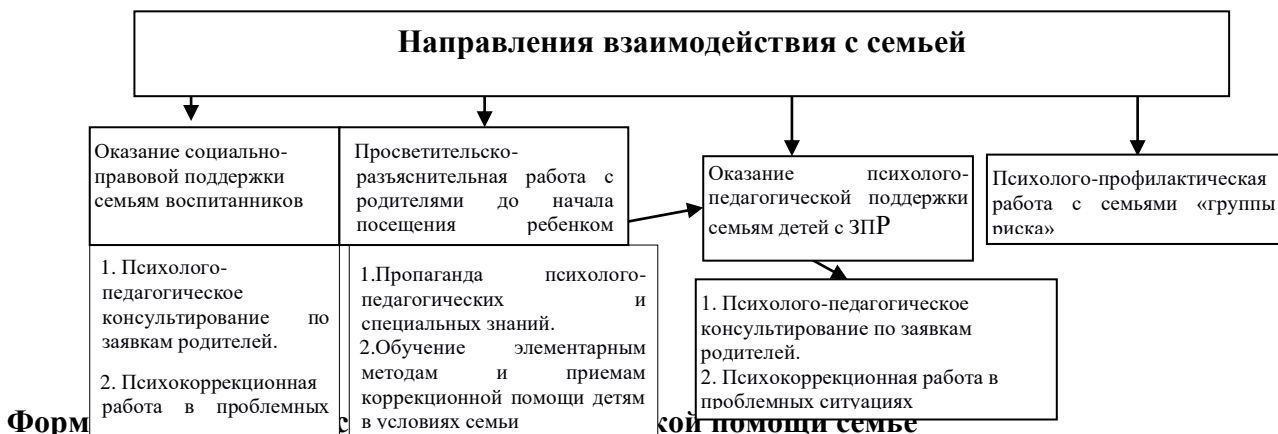 Направления взаимодействия с семьей
Оказание социально-
правовой поддержки
семьям воспитанников
Просветительско-
разъяснительная работа с
родителями до начала
посещения ребенком
Оказание психолого-
педагогической поддержки
семьям детей с ЗПР
Психолого-профилактическая
работа с семьями «группы
риска»
1. Психолого-
педагогическое
консультирование по
заявкам родителей.
2. Психокоррекционная
работа в проблемных
1.Пропаганда психолого-
педагогических и
специальных знаний.
2.Обучение элементарным
методам и приемам
коррекционной помощи детям
в условиях семьи
1. Психолого-педагогическое
консультирование по заявкам
родителей.
2. Психокоррекционная работа в
проблемных ситуациях
помощи семье